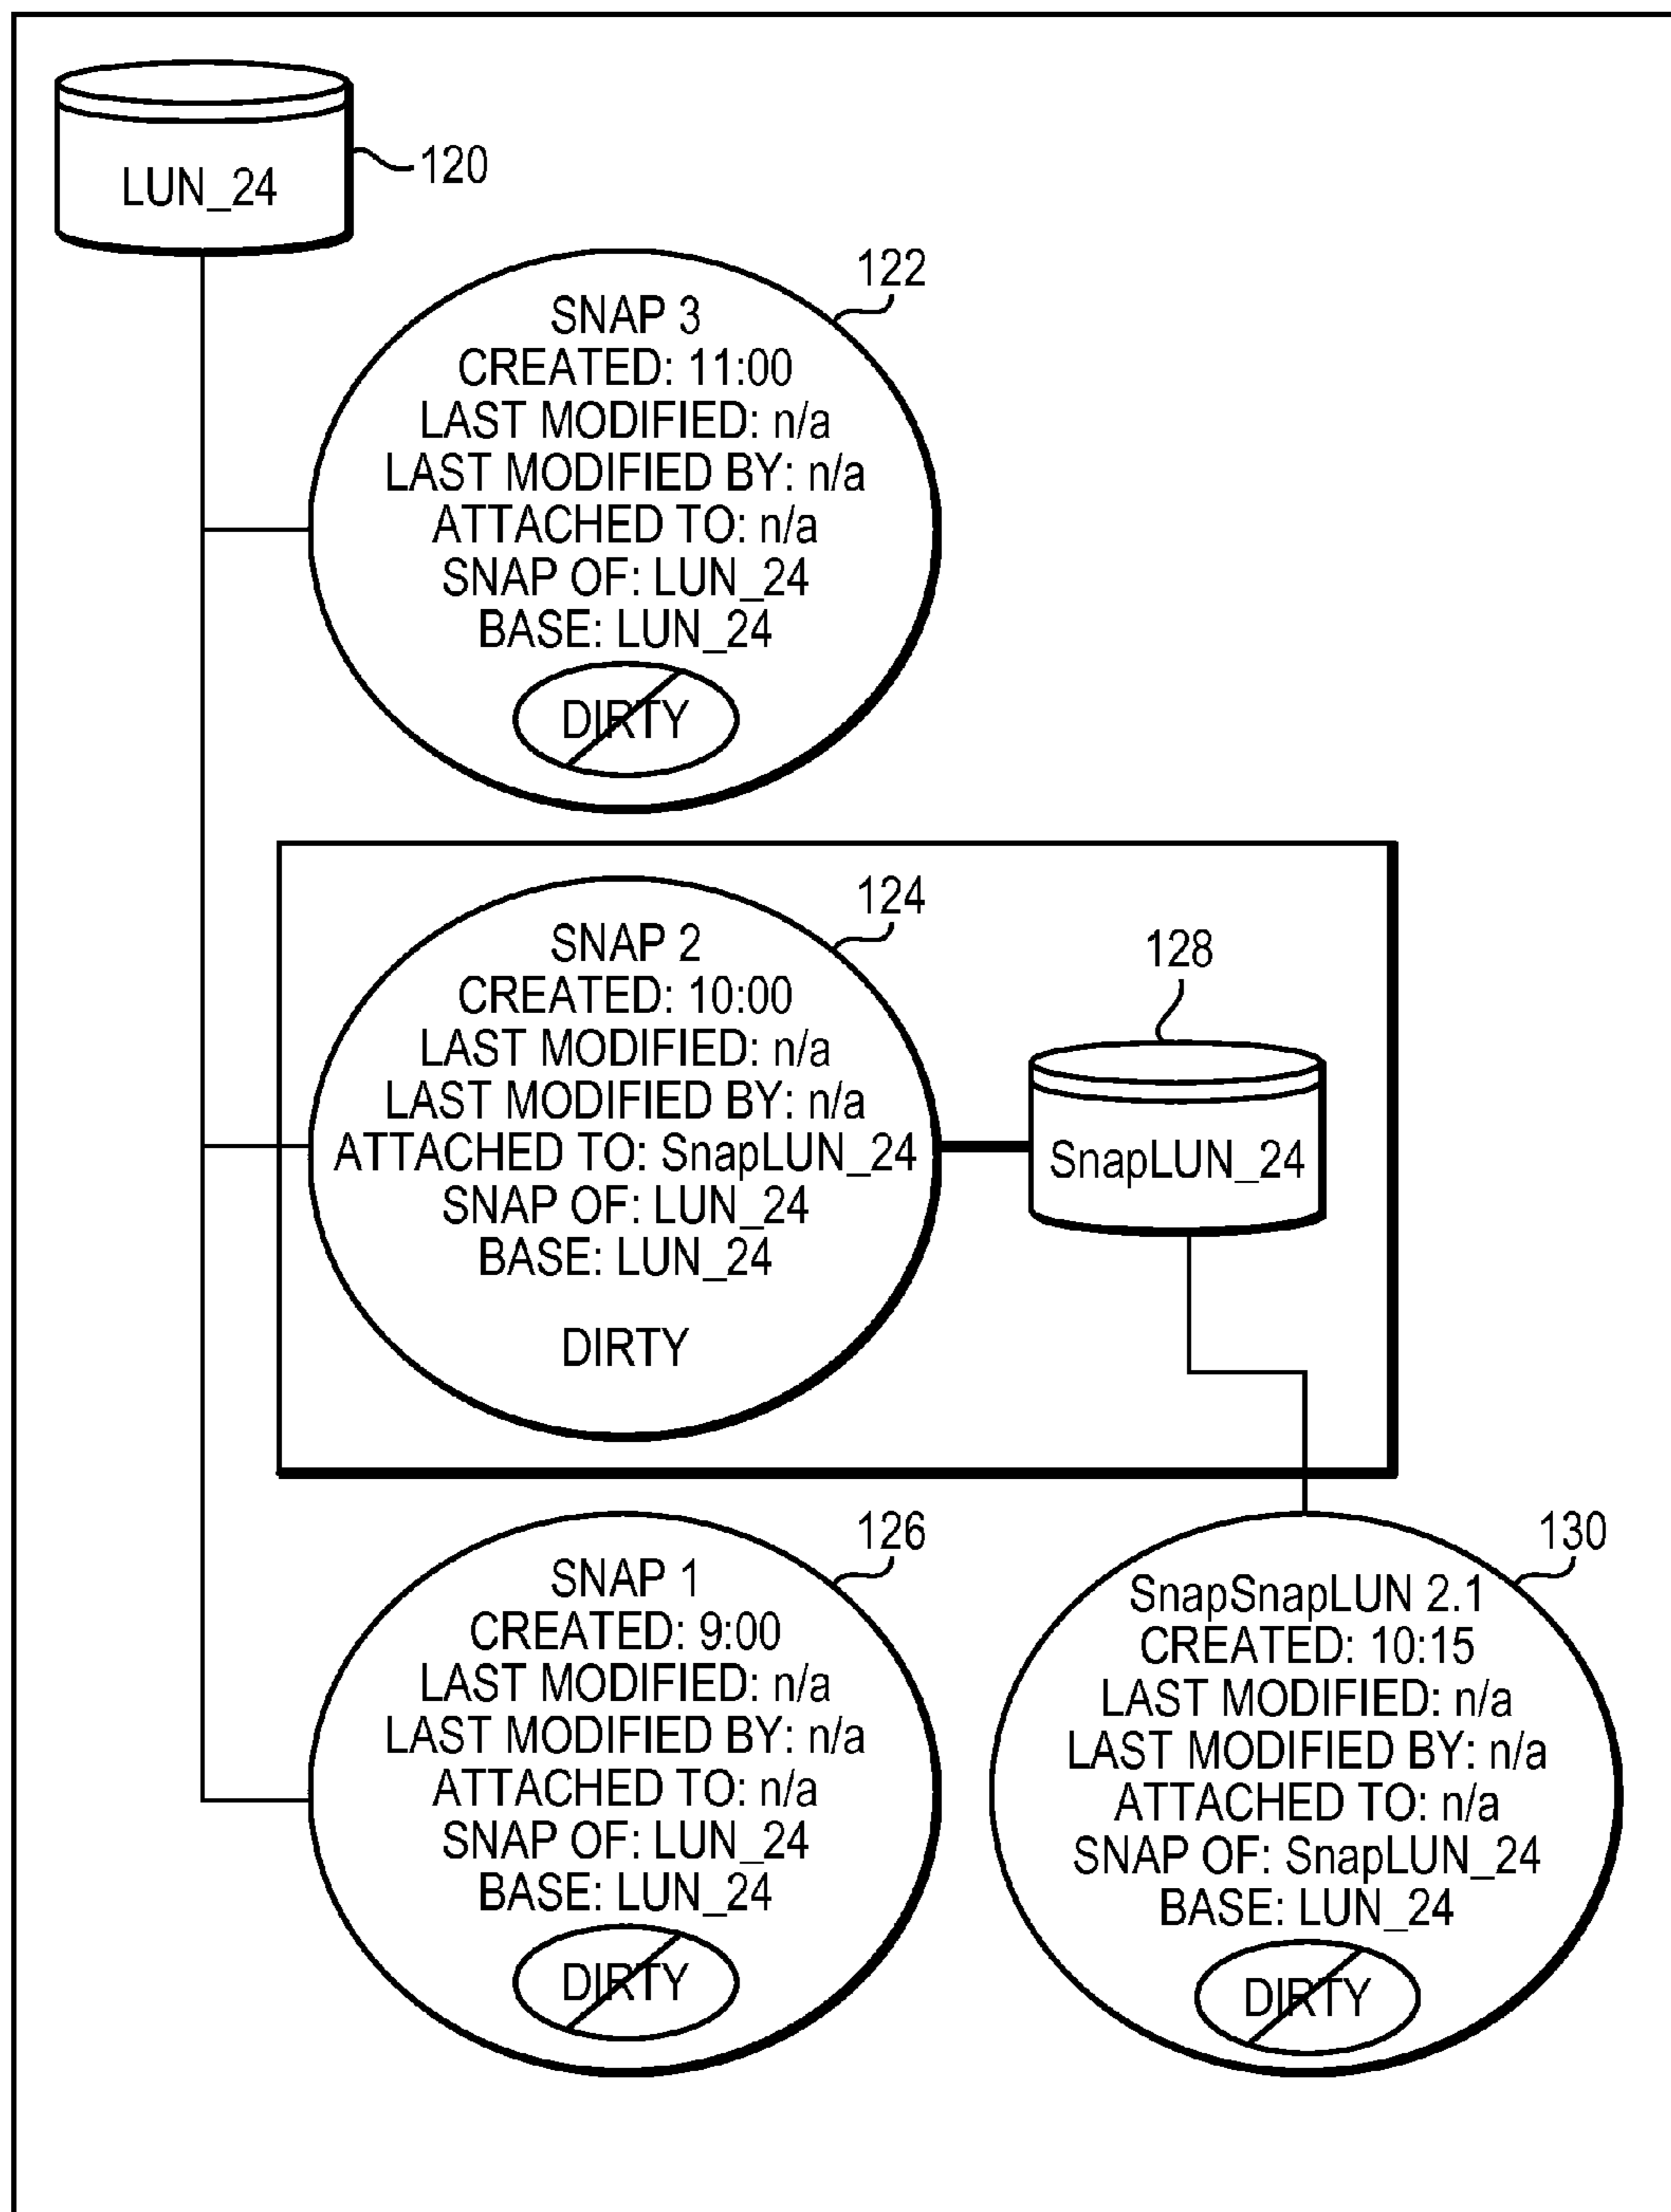 LUN_24
120
122
SNAP 3
CREATED: 11:00
LAST MODIFIED: n/a
LAST MODIFIED BY: n/a
ATTACHED TO: n/a
SNAP OF: LUN_24
BASE: LUN_24
DIRTY
124
SNAP 2
CREATED: 10:00
LAST MODIFIED: n/a
LAST MODIFIED BY: n/a
ATTACHED TO: SnapLUN_24
SNAP OF: LUN_24
BASE: LUN_24
DIRTY
128
SnapLUN_24
126
SNAP 1
CREATED: 9:00
LAST MODIFIED: n/a
LAST MODIFIED BY: n/a
ATTACHED TO: n/a
SNAP OF: LUN_24
BASE: LUN_24
DIRTY
130
SnapSnapLUN 2.1
CREATED: 10:15
LAST MODIFIED: n/a
LAST MODIFIED BY: n/a
ATTACHED TO: n/a
SNAP OF: SnapLUN_24
BASE: LUN_24
DIRTY